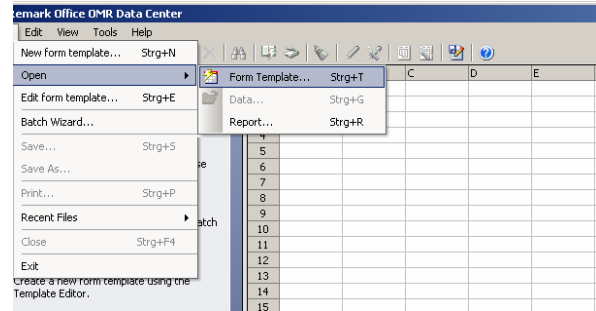 Remark Office OMR Data Center
Edit View Tools Help
New form template... Strg+N
Open
Form Template... Strg+T
C D E
Edit form template... Strg+E
Data... Strg+G
Batch Wizard...
Report... Strg+R
4
Save... Strg+S
5
se
6
Save As...
7
Print... Strg+P
8
Recent Files
9
atch
10
Close Strg+F4
11
12
Exit
13
Create a new form template using the
Template Editor.
14
15